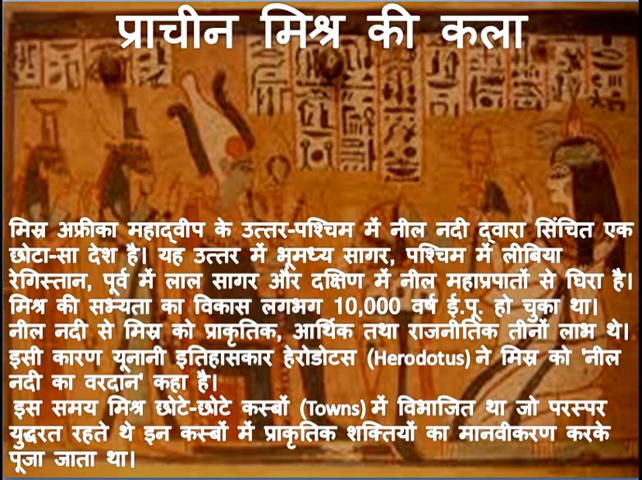 प्राचीन मिश्र की कला
मिस्र अफ्रीका महाद्वीप के उत्तर-पश्चिम में नील नदी द्वारा सिंचित एक
छोटा-सा देश है। यह उत्तर में भूमध्य सागर, पश्चिम में लीबिया
रेगिस्तान, पूर्व में लाल सागर और दक्षिण में नील महाप्रपातों से घिरा है।
मिश्र की सभ्यता का विकास लगभग 10,000 वर्ष ई.पू. हो चुका था।
नील नदी से मिस्र को प्राकृतिक, आर्थिक तथा राजनीतिक तीनों लाभ थे।
इसी कारण यूनानी इतिहासकार हेरोडोटस (Herodotus) ने मिस्र को 'नील
नदी का वरदान' कहा है।
इस समय मिश्र छोटे-छोटे कस्बों (Towns) में विभाजित था जो परस्पर
युद्धरत रहते थे इन कस्बों में प्राकृतिक शक्तियों का मानवीकरण करके
पूजा जाता था।